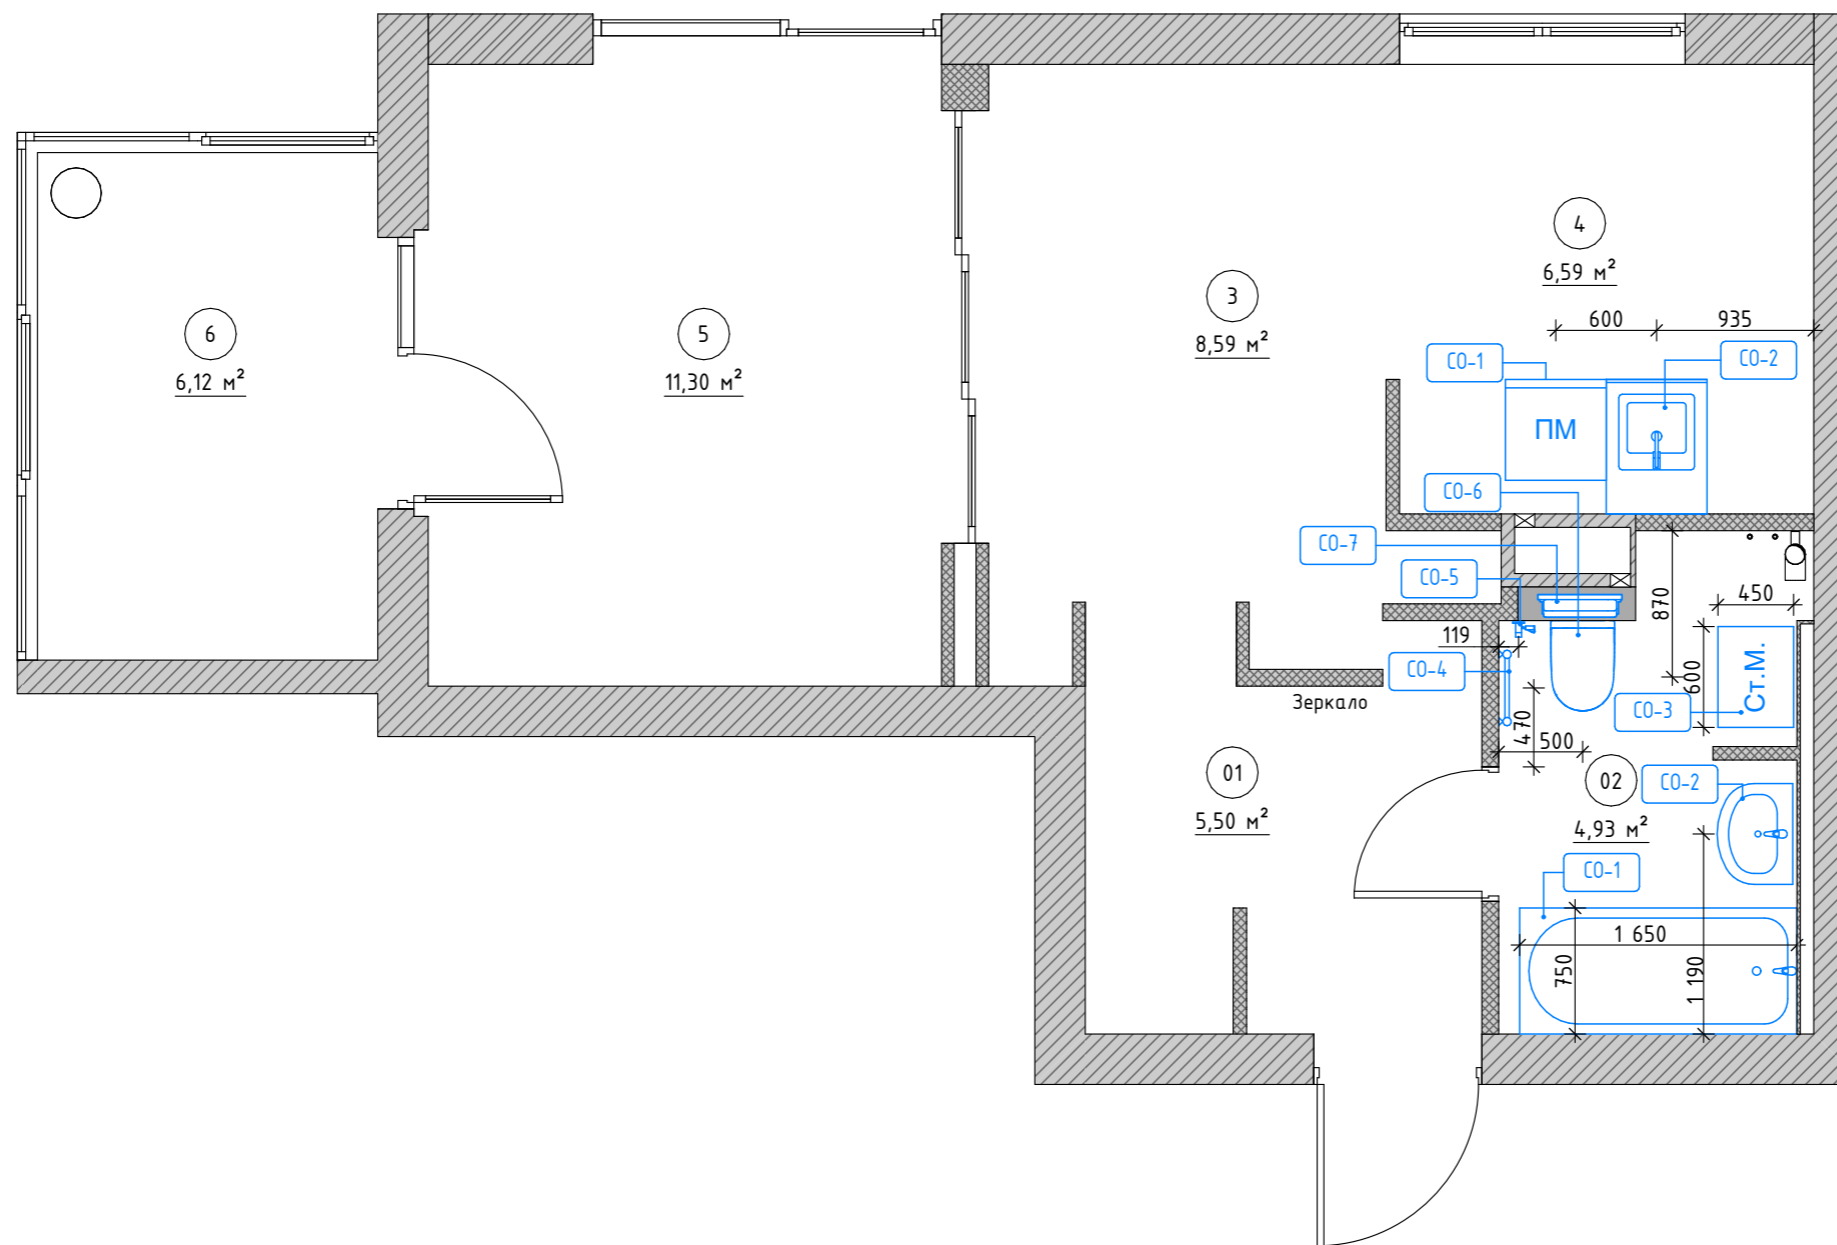 4
6,59 м²
3
8,59 м²
6
6,12 м²
5
11,30 м²
600
935
СО-1
СО-2
ПМ
СО-6
СО-7
СО-5
870
450
119
СО-4
600
Ст.М.
СО-3
Зеркало
470
500
01
5,50 м²
02
СО-2
4,93 м²
СО-1
1 650
750
1 190